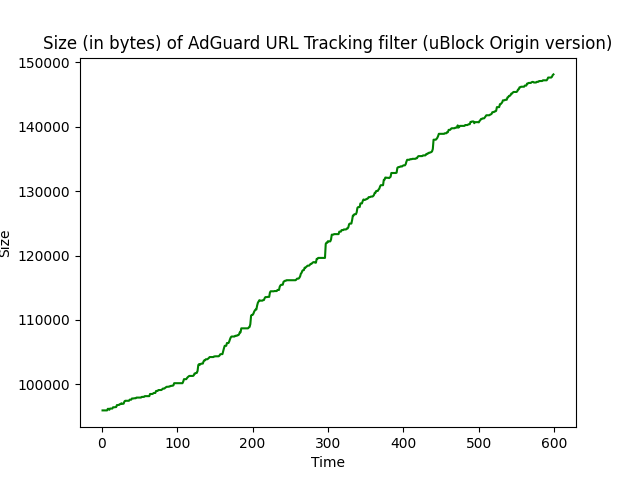 Size (in bytes) of AdGuard URL Tracking filter (uBlock Origin version)
150000
140000
130000
120000
110000
100000
Size
0 100 200 300 400 500 600
Time